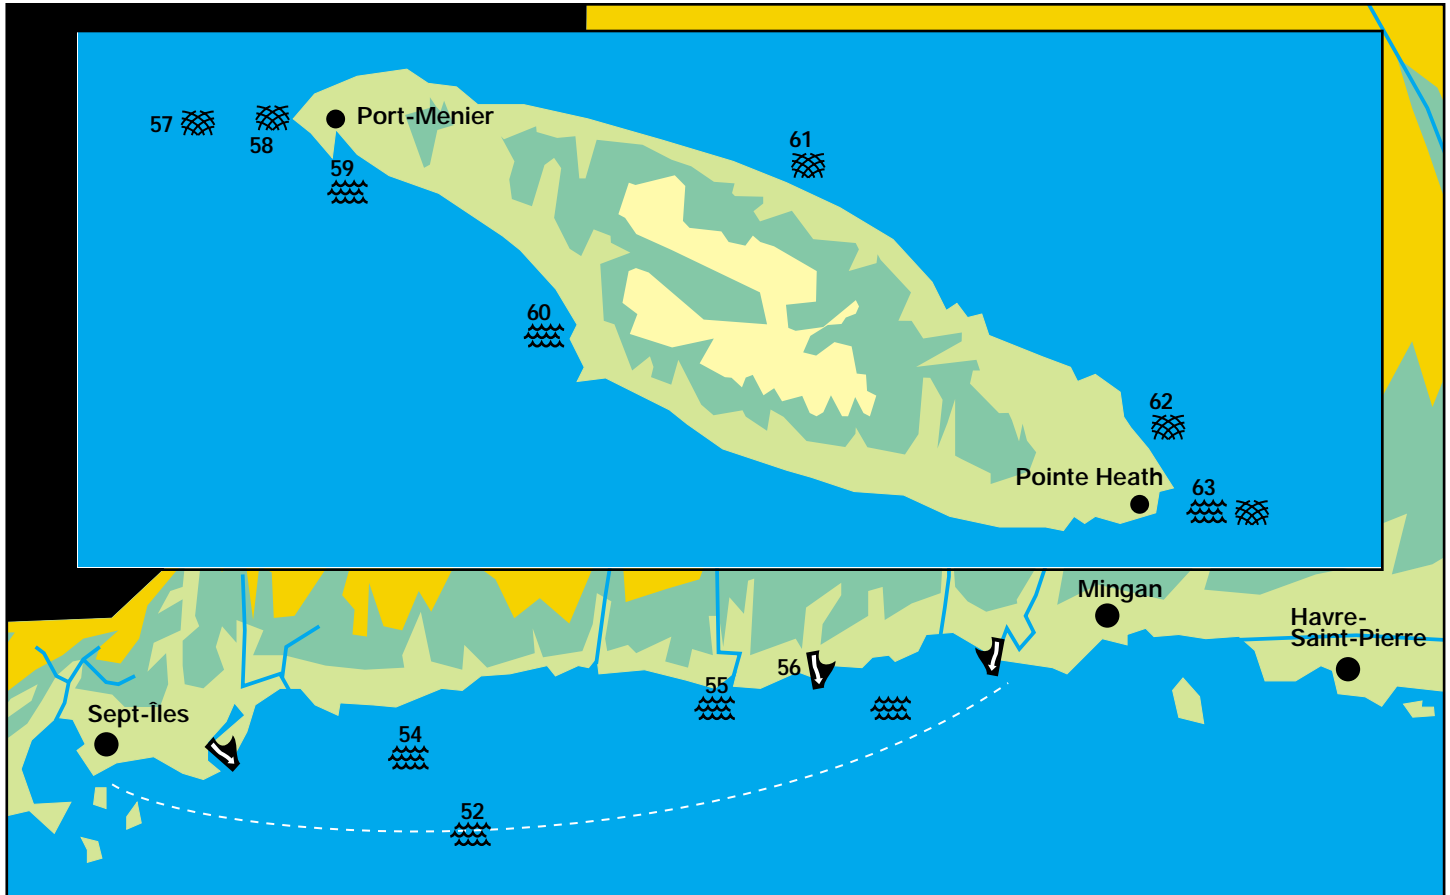 57
58
Port-Menier
59
61
60
62
Pointe Heath
63
Mingan
Havre-
Saint-Pierre
56
55
Sept-Îles
54
52